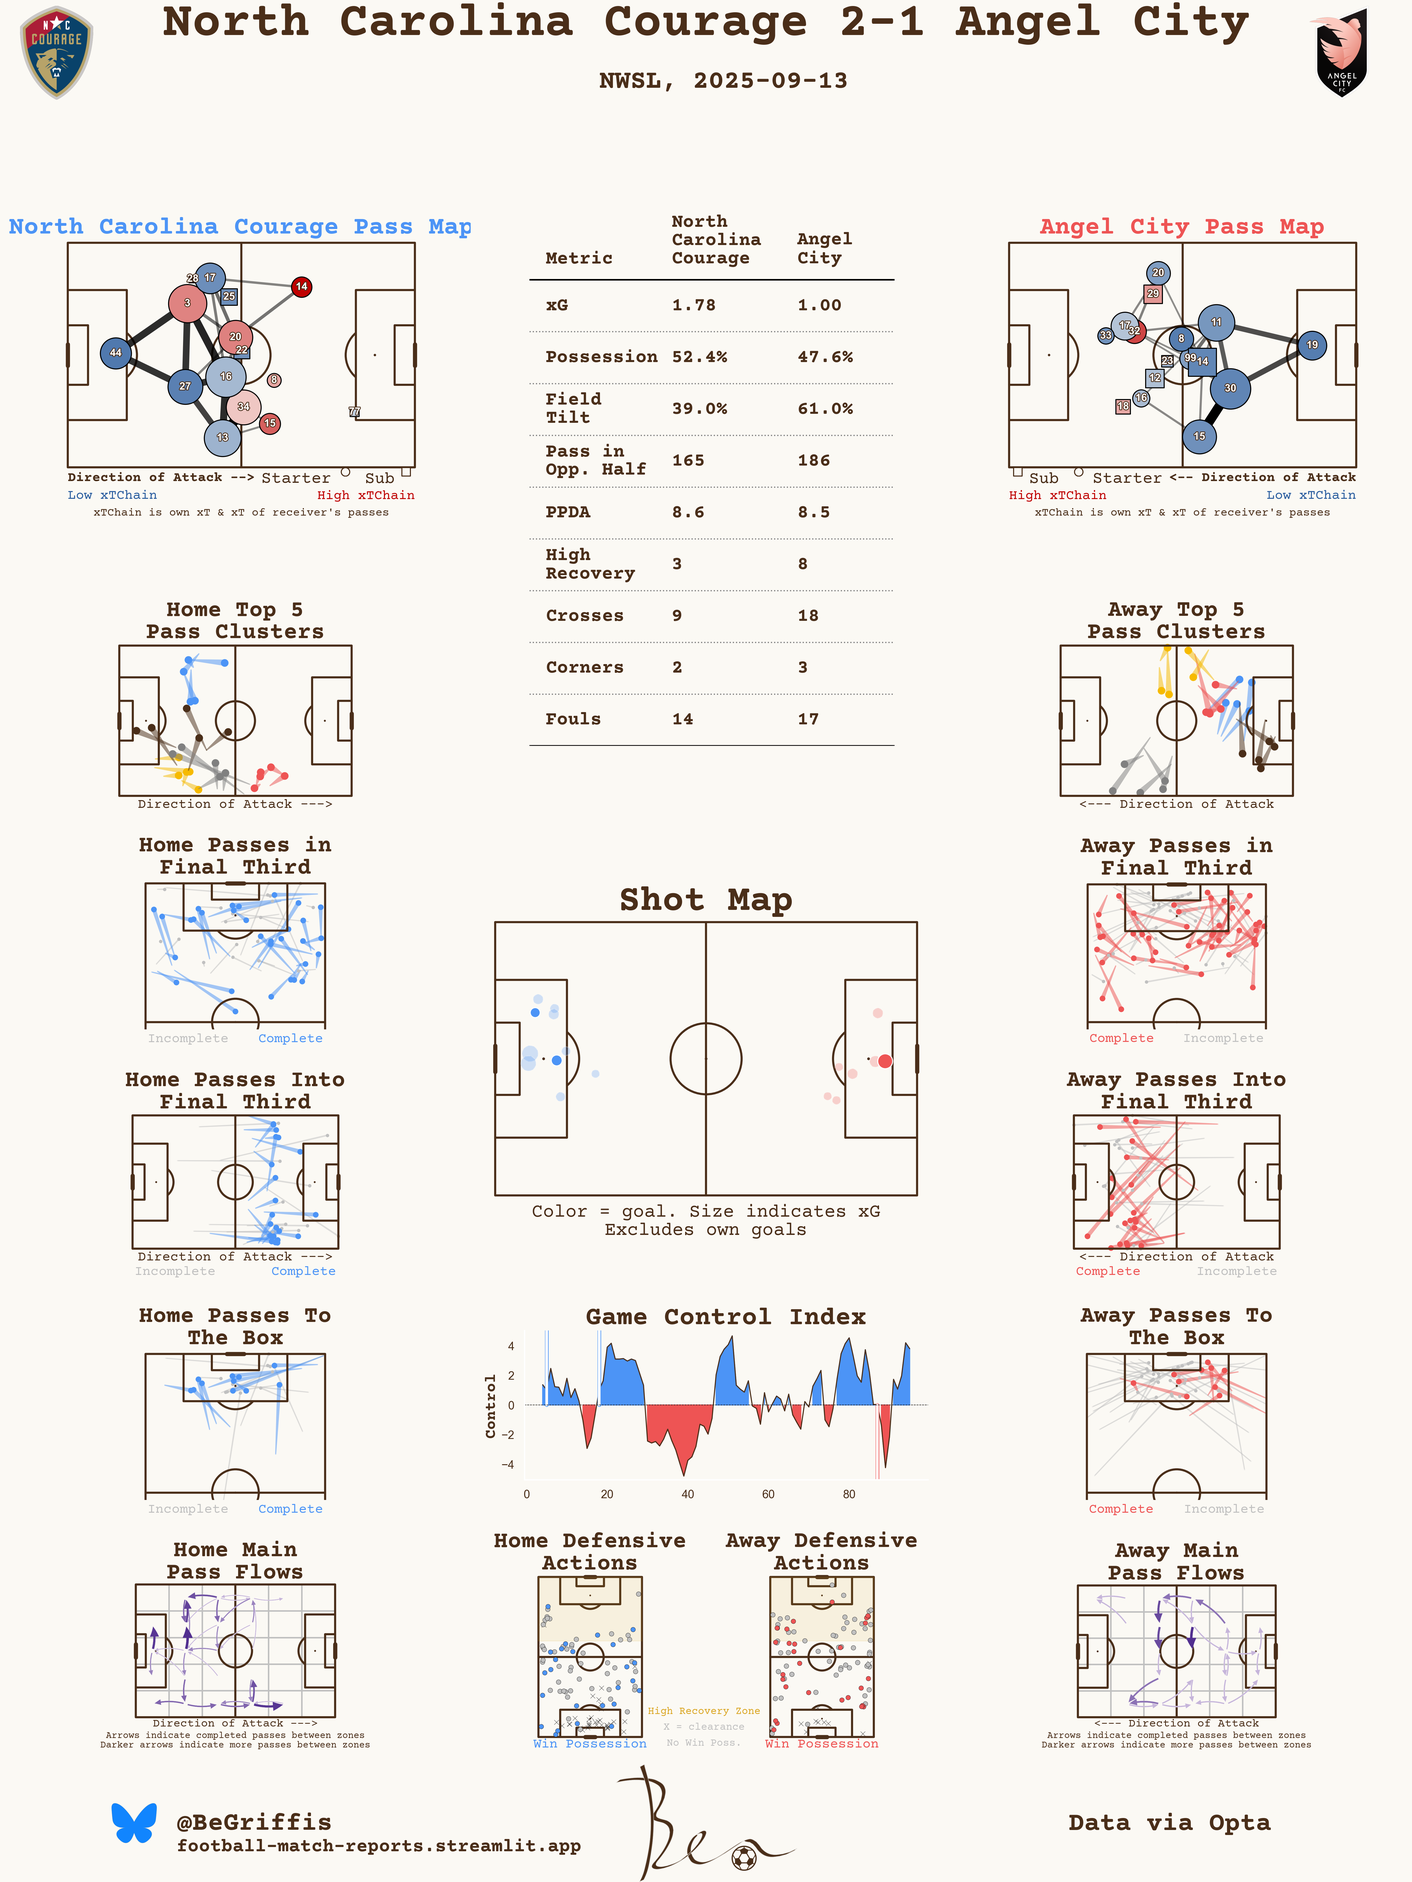 North Carolina Courage 2-1 Angel City
NWSL, 2025-09-13
N C
COURAGE
ANGEL
CITY
FC
North Carolina Courage Pass Map
28 17
14
25
3
20
22
44
16
27
8
34
77
15
13
Direction of Attack --> Starter Sub
Low xTChain High xTChain
xTChain is own xT & xT of receiver's passes
Metric North Carolina Courage Angel City
xG 1.78 1.00
Possession 52.4% 47.6%
Field Tilt 39.0% 61.0%
Pass in Opp. Half 165 186
PPDA 8.6 8.5
High Recovery 3 8
Crosses 9 18
Corners 2 3
Fouls 14 17
Angel City Pass Map
20
29
17
11
33
32
8
19
99
23
14
12
30
16
18
15
Sub Starter <-- Direction of Attack
High xTChain Low xTChain
xTChain is own xT & xT of receiver's passes
Home Top 5
Pass Clusters
Direction of Attack --->
Away Top 5
Pass Clusters
<--- Direction of Attack
Home Passes in
Final Third
Incomplete Complete
Away Passes in
Final Third
Complete Incomplete
Shot Map
Color = goal. Size indicates xG
Excludes own goals
Home Passes Into
Final Third
Direction of Attack --->
Incomplete Complete
Away Passes Into
Final Third
<--- Direction of Attack
Complete Incomplete
Home Passes To
The Box
Incomplete Complete
Game Control Index
Control
4
2
0
−2
−4
0 20 40 60 80
Away Passes To
The Box
Complete Incomplete
Home Main
Pass Flows
Direction of Attack --->
Arrows indicate completed passes between zones
Darker arrows indicate more passes between zones
Home Defensive
Actions
Win Possession
Away Defensive
Actions
Win Possession
High Recovery Zone
X = clearance
No Win Poss.
Away Main
Pass Flows
<--- Direction of Attack
Arrows indicate completed passes between zones
Darker arrows indicate more passes between zones
@BeGriffis
football-match-reports.streamlit.app
Ben
Data via Opta